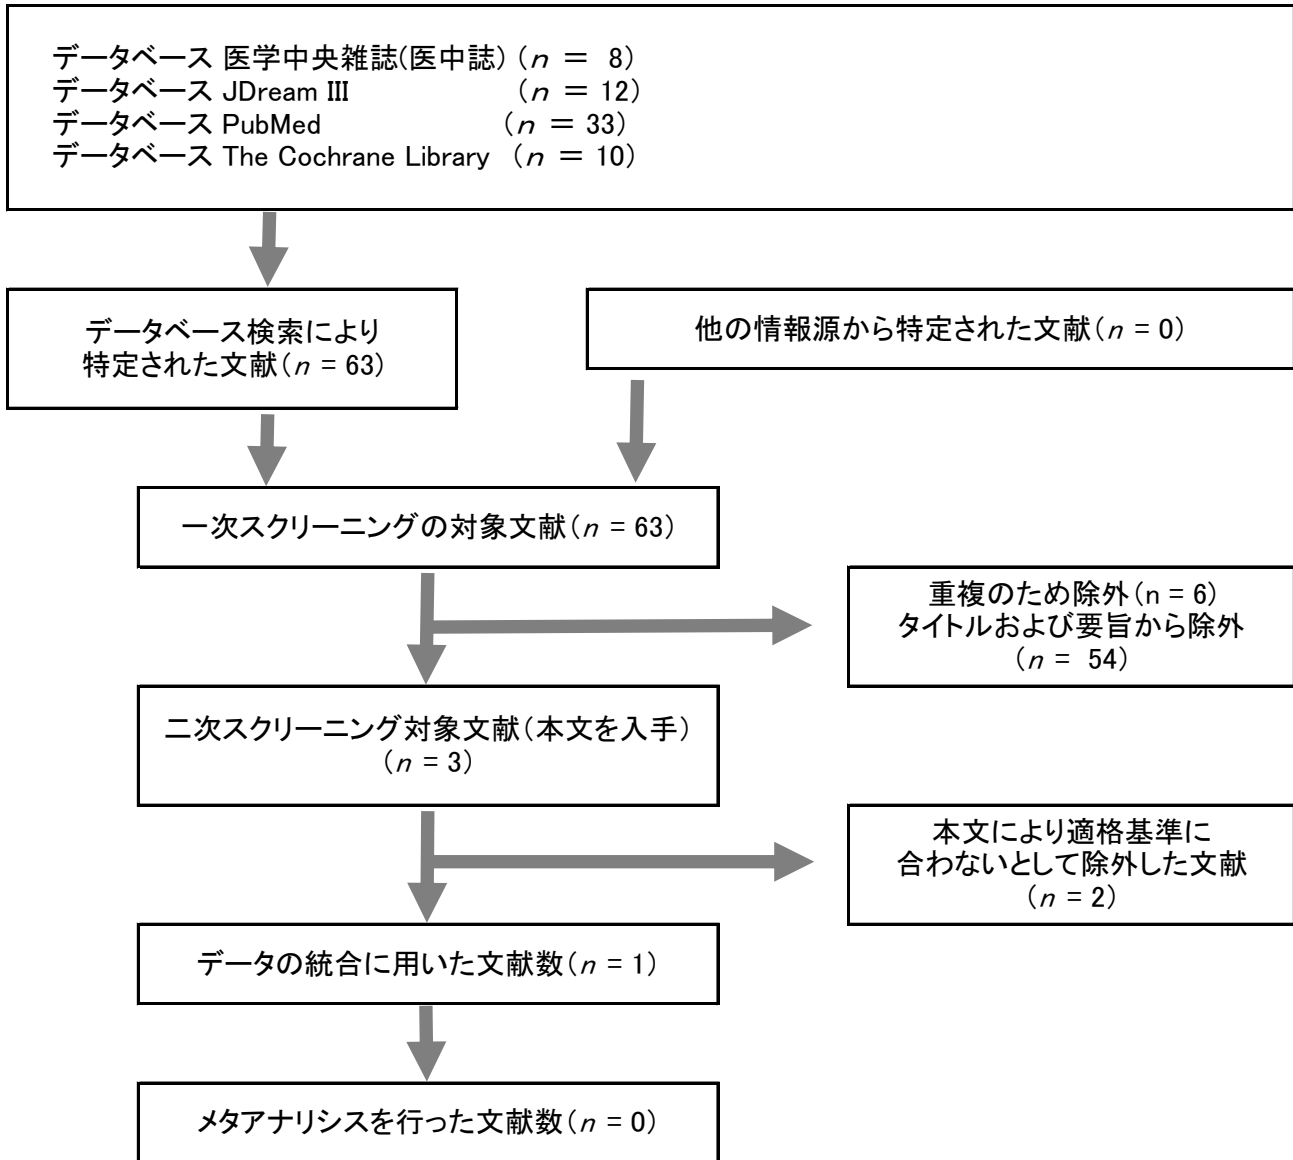 データベース 医学中央雑誌(医中誌) (n = 8)
データベース JDream Ⅲ (n = 12)
データベース PubMed (n = 33)
データベース The Cochrane Library (n = 10)
データベース検索により
特定された文献(n = 63)
他の情報源から特定された文献(n = 0)
一次スクリーニングの対象文献(n = 63)
重複のため除外(n = 6)
タイトルおよび要旨から除外
(n = 54)
二次スクリーニング対象文献(本文を入手)
(n = 3)
本文により適格基準に
合わないとして除外した文献
(n = 2)
データの統合に用いた文献数(n = 1)
メタアナリシスを行った文献数(n = 0)